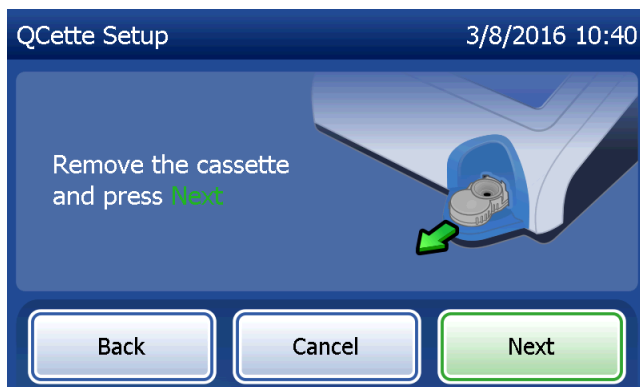 QCette Setup 3/8/2016 10:40
Remove the cassette
and press Next
Back Cancel Next